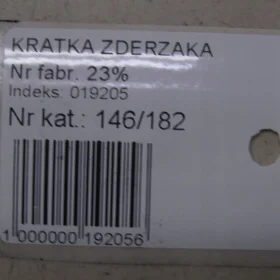 KRATKA ZDERZAKA
Nr fabr. 23%
Indeks: 019205
Nr kat.: 146/182
1 000000 192056